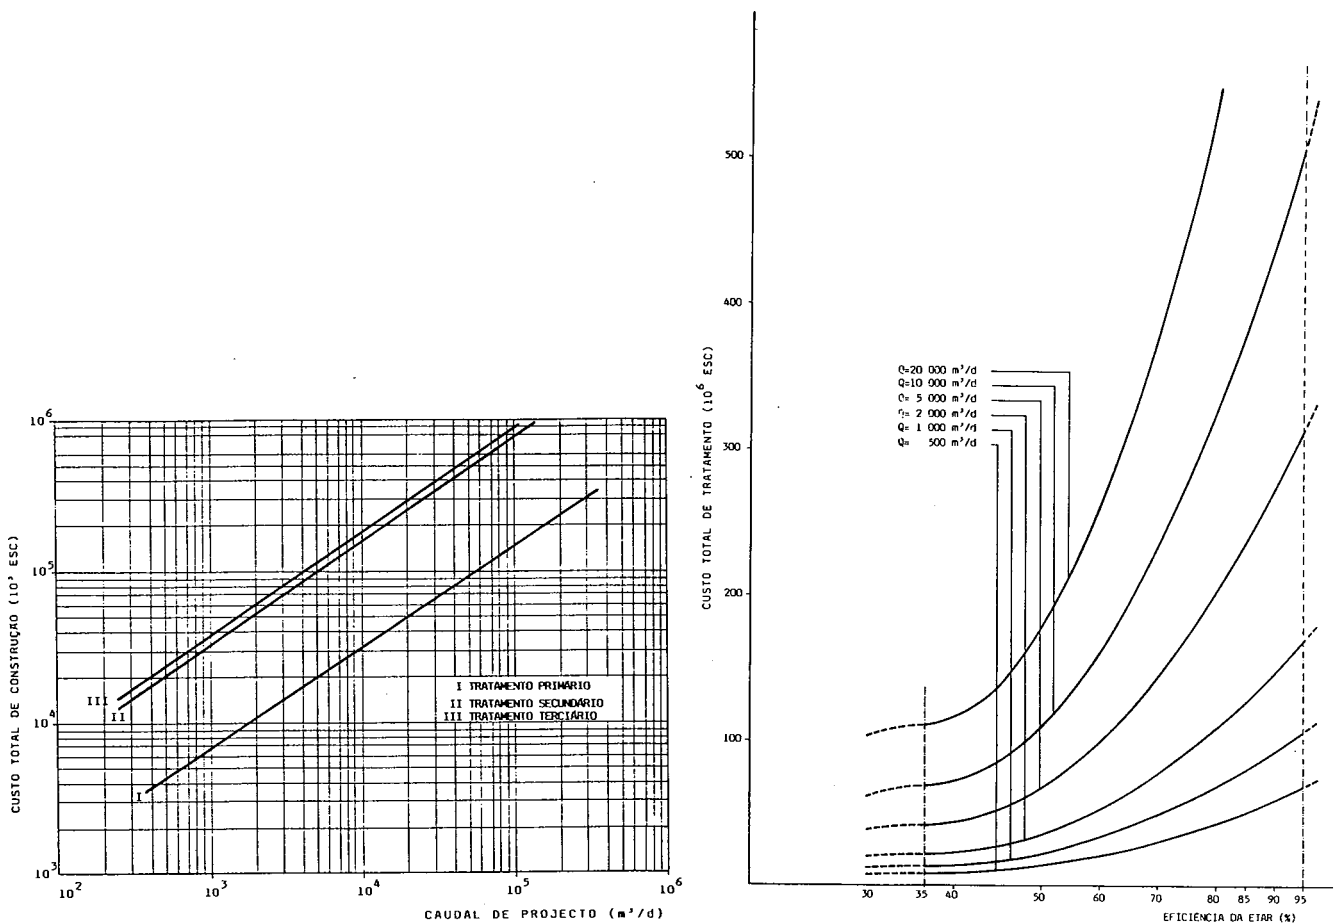 CUSTO TOTAL DE CONSTRUÇÃO (10³ ESC)
10⁶
10⁵
10⁴
10³
III
II
I
I TRATAMENTO PRIMÁRIO
II TRATAMENTO SECUNDÁRIO
III TRATAMENTO TERCIÁRIO
10² 10³ 10⁴ 10⁵ 10⁶
CAUDAL DE PROJECTO (m³/d)
CUSTO TOTAL DE TRATAMENTO (10⁶ ESC)
500
400
300
200
100
Q=20 000 m³/d
Q=10 000 m³/d
Q= 5 000 m³/d
Q= 2 000 m³/d
Q= 1 000 m³/d
Q= 500 m³/d
30 35 40 50 60 70 80 85 90 95
EFICIÊNCIA DA ETAR (%)